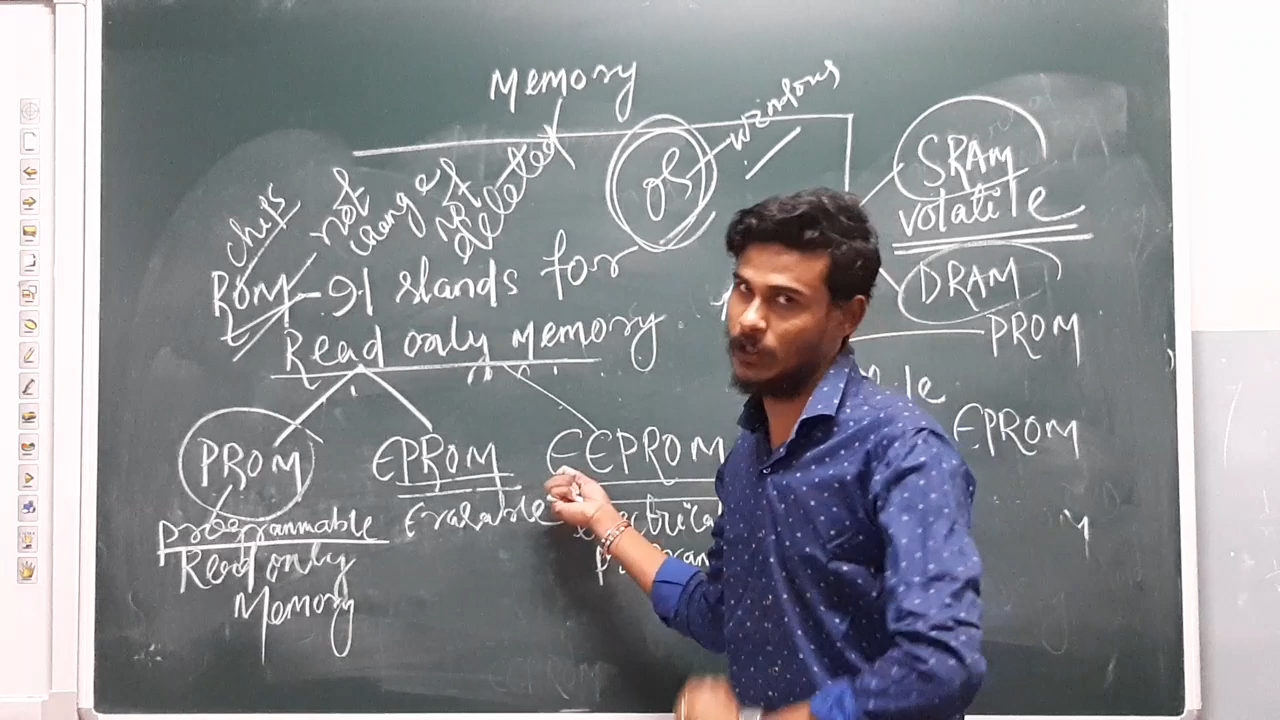 Memory
windows
OS
chips
not
change
not
deleted
ROM - It stands for
Read only memory
PROM
EPROM
EEPROM
programmable
Read only
Memory
Erasable
SRAM
volatile
DRAM
PROM
EPROM